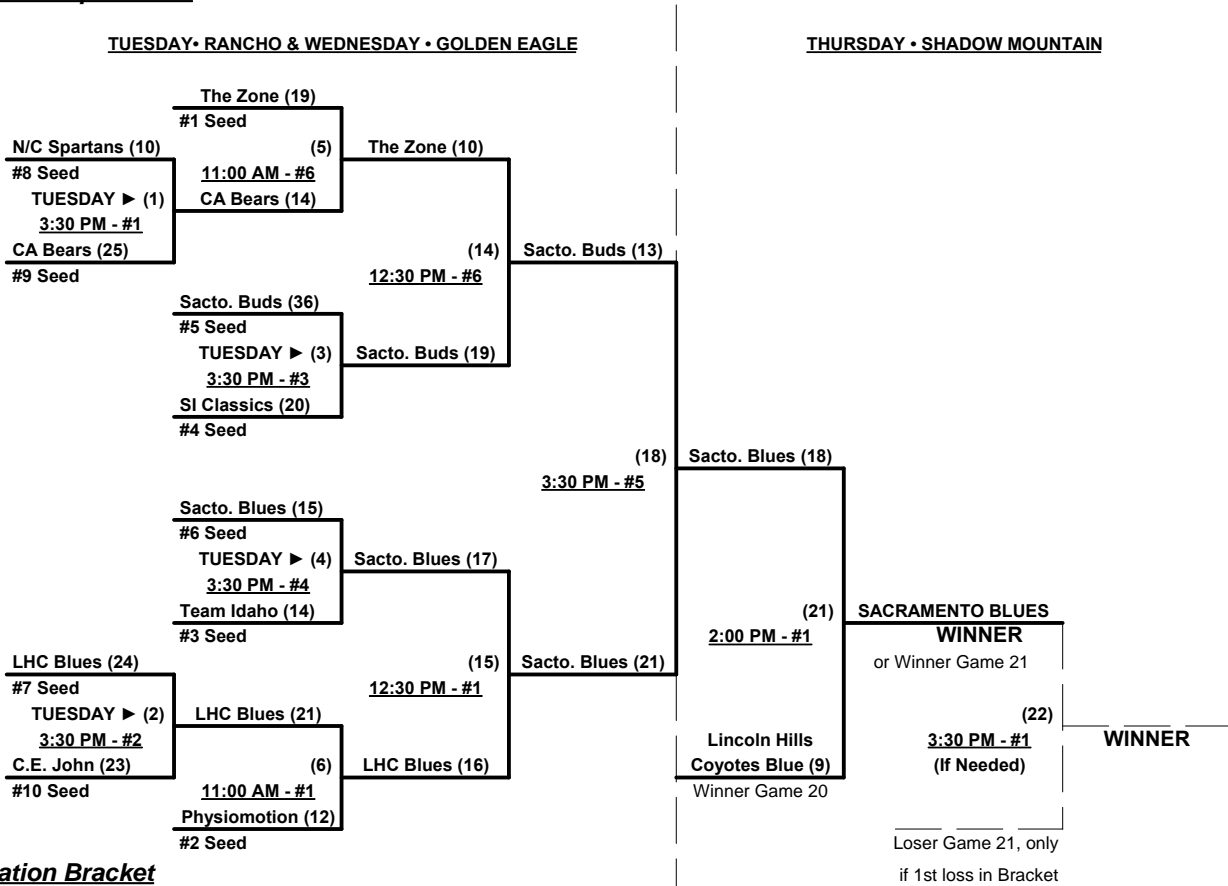 TUESDAY• RANCHO & WEDNESDAY • GOLDEN EAGLE
THURSDAY • SHADOW MOUNTAIN
The Zone (19)
#1 Seed
N/C Spartans (10)
(5)
The Zone (10)
#8 Seed
11:00 AM - #6
TUESDAY ► (1)
CA Bears (14)
3:30 PM - #1
CA Bears (25)
(14)
Sacto. Buds (13)
#9 Seed
12:30 PM - #6
Sacto. Buds (36)
#5 Seed
TUESDAY ► (3)
Sacto. Buds (19)
3:30 PM - #3
SI Classics (20)
#4 Seed
(18)
Sacto. Blues (18)
3:30 PM - #5
Sacto. Blues (15)
#6 Seed
TUESDAY ► (4)
Sacto. Blues (17)
3:30 PM - #4
Team Idaho (14)
(21)
SACRAMENTO BLUES
#3 Seed
2:00 PM - #1
WINNER
LHC Blues (24)
(15)
Sacto. Blues (21)
or Winner Game 21
#7 Seed
12:30 PM - #1
TUESDAY ► (2)
LHC Blues (21)
(22)
3:30 PM - #2
Lincoln Hills
3:30 PM - #1
WINNER
C.E. John (23)
(6)
LHC Blues (16)
Coyotes Blue (9)
(If Needed)
#10 Seed
11:00 AM - #1
Winner Game 20
Physiomotion (12)
#2 Seed
Loser Game 21, only
ation Bracket
if 1st loss in Bracket